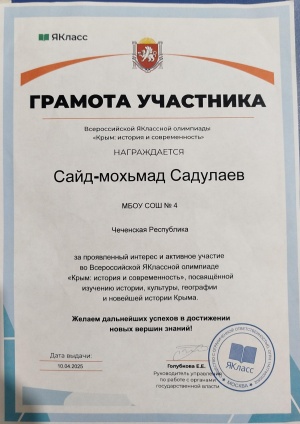 ЯКласс
ГРАМОТА УЧАСТНИКА
Всероссийской ЯКлассной олимпиады
«Крым: история и современность»
НАГРАЖДАЕТСЯ
Сайд-мохьмад Садулаев
МБОУ СОШ № 4
Чеченская Республика
за проявленный интерес и активное участие
во Всероссийской ЯКлассной олимпиаде
«Крым: история и современность», посвящённой
изучению истории, культуры, географии
и новейшей истории Крыма.
Желаем дальнейших успехов в достижении
новых вершин знаний!
Дата выдачи:
10.04.2025
Голубкова Е.Е.
Руководитель управления
по работе с органами
государственной власти
ЯКласс
МОСКВА